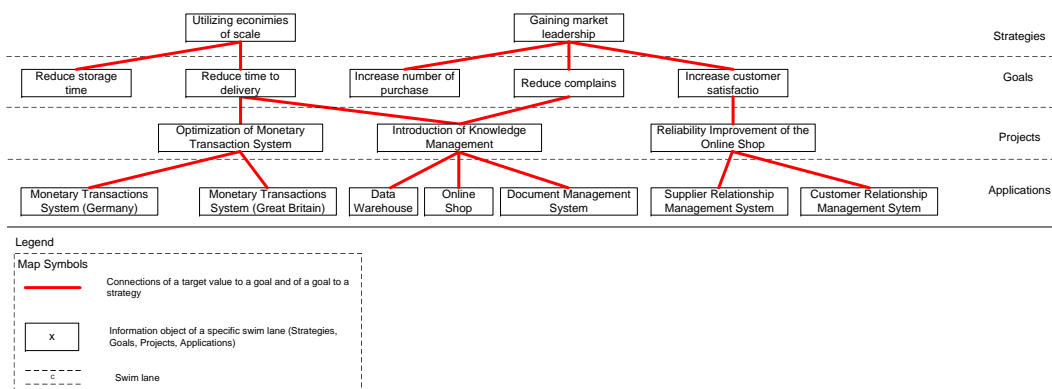 Utilizing econimies
of scale
Gaining market
leadership
Strategies
Reduce storage
time
Reduce time to
delivery
Increase number of
purchase
Reduce complains
Increase customer
satisfactio
Goals
Optimization of Monetary
Transaction System
Introduction of Knowledge
Management
Reliability Improvement of the
Online Shop
Projects
Monetary Transactions
System (Germany)
Monetary Transactions
System (Great Britain)
Data
Warehouse
Online
Shop
Document Management
System
Supplier Relationship
Management System
Customer Relationship
Management Sytem
Applications
Legend
Map Symbols
Connections of a target value to a goal and of a goal to a
strategy
x
Information object of a specific swim lane (Strategies,
Goals, Projects, Applications)
c
Swim lane